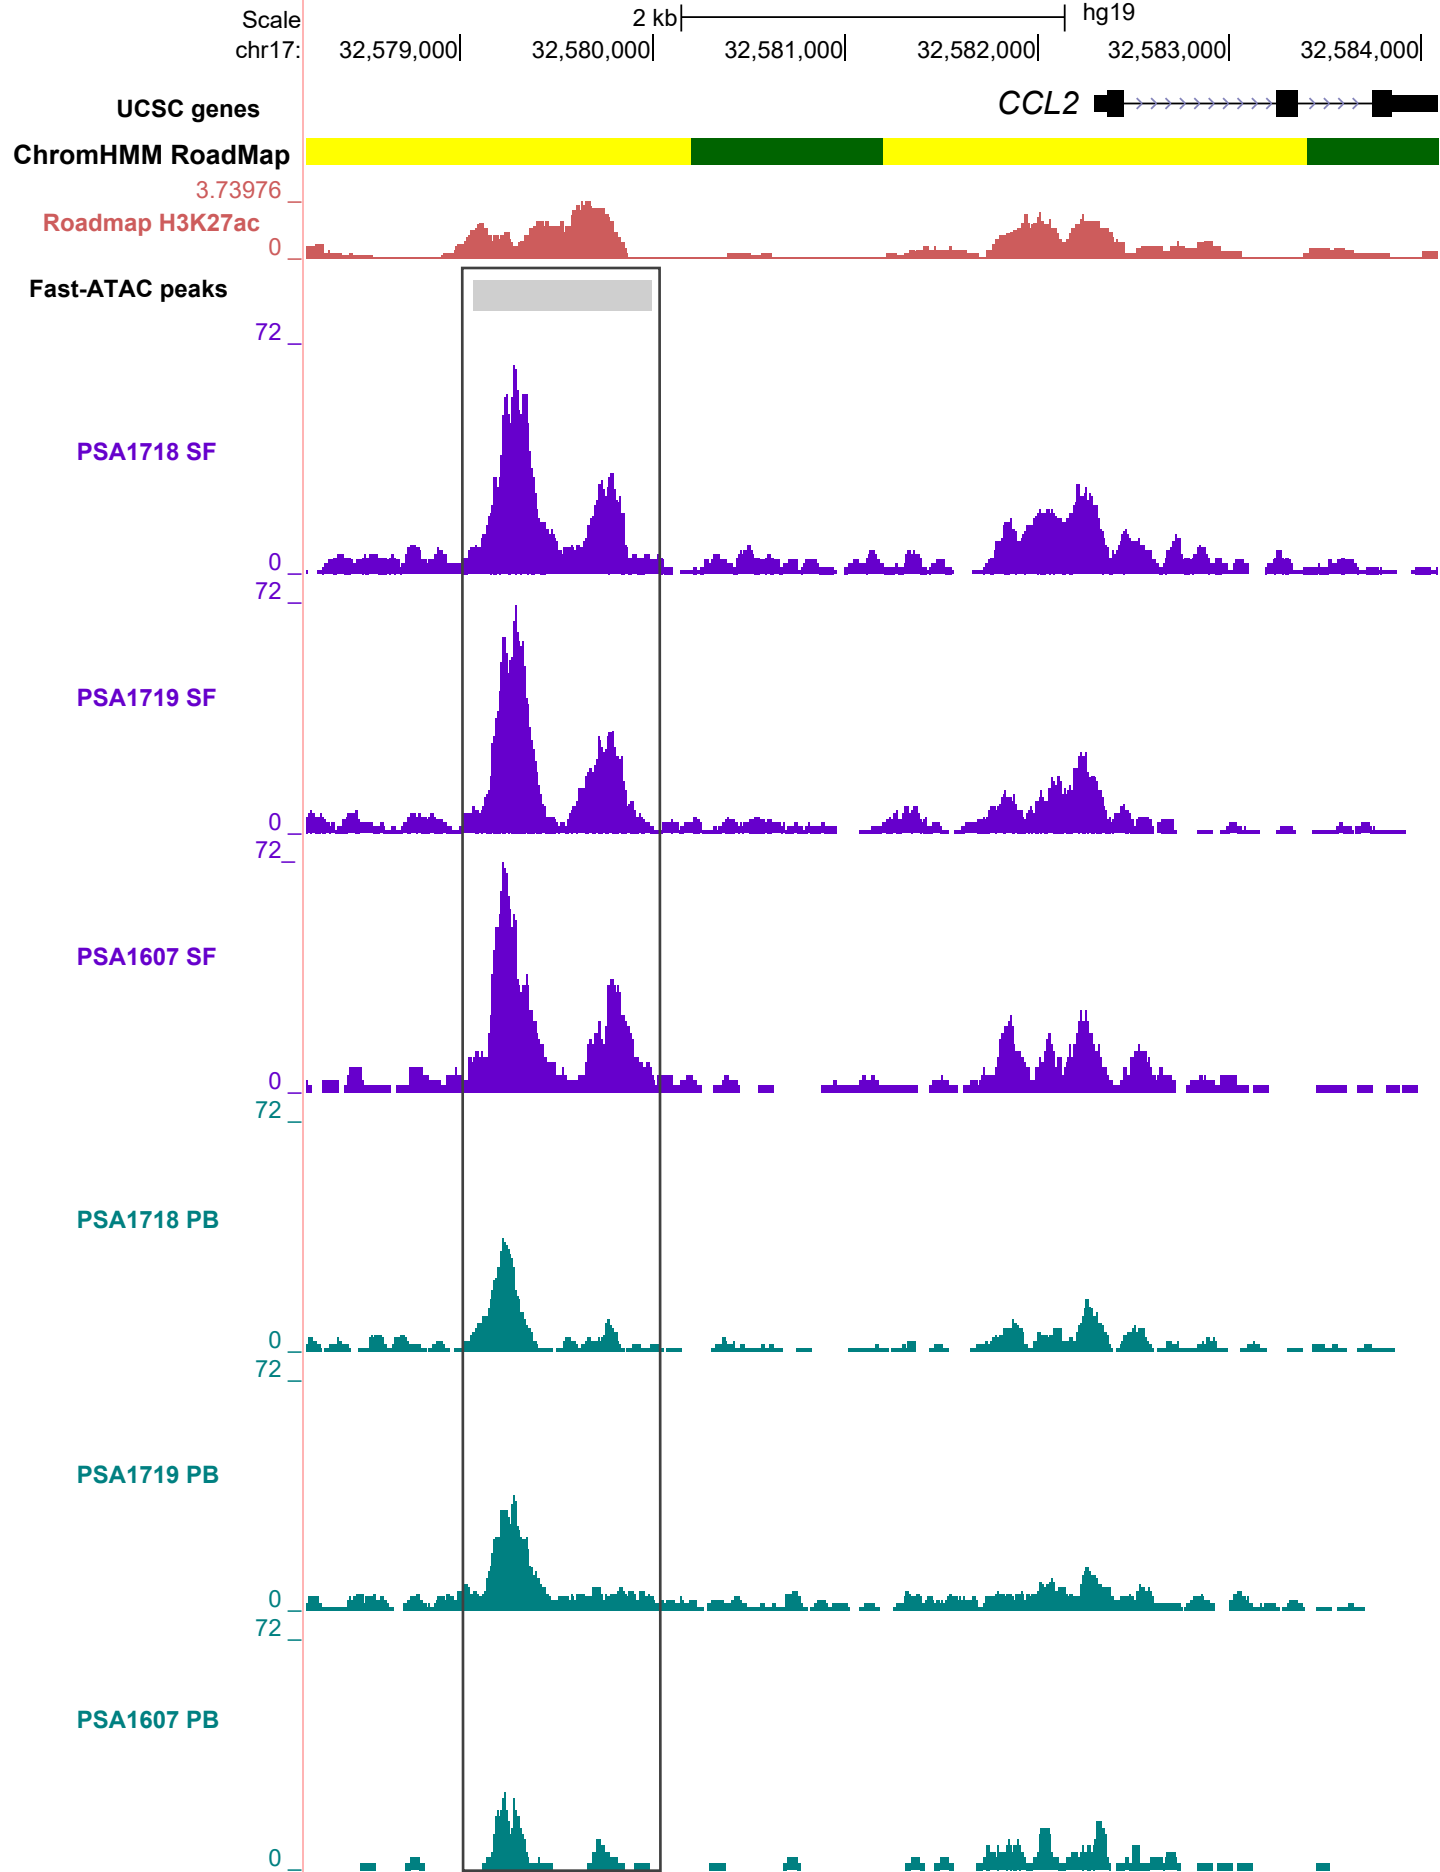 Scale 2 kb hg19
chr17: 32,579,000 32,580,000 32,581,000 32,582,000 32,583,000 32,584,000
UCSC genes CCL2
ChromHMM RoadMap
3.73976
Roadmap H3K27ac
0
Fast-ATAC peaks
72
PSA1718 SF
0
72
PSA1719 SF
0
72
PSA1607 SF
0
72
PSA1718 PB
0
72
PSA1719 PB
0
72
PSA1607 PB
0